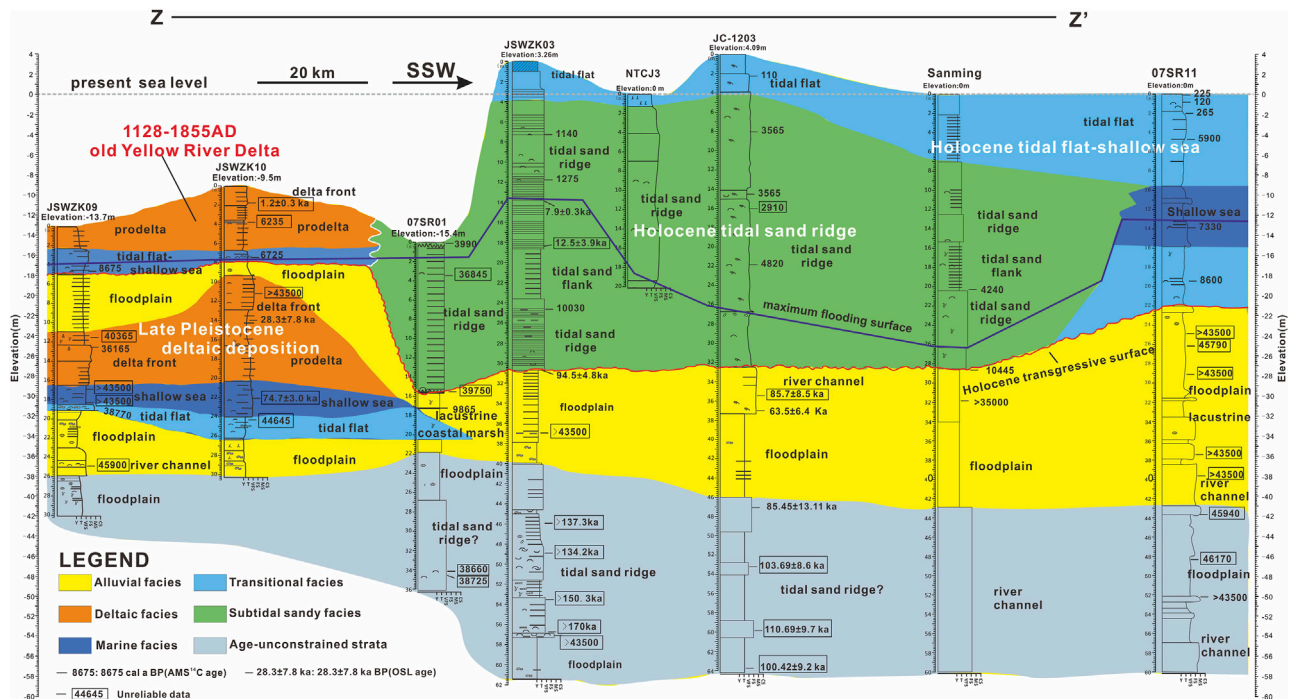 Z
Z'
JSWZK03
Elevation:3.26m
JC-1203
Elevation:4.09m
20 km
SSW
present sea level
NTCJ3
Elevation:0 m
Sanming
Elevation:0m
07SR11
Elevation:0m
1128-1855AD
old Yellow River Delta
JSWZK10
Elevation:-9.5m
JSWZK09
Elevation:-13.7m
07SR01
Elevation:-15.4m
Elevation(m)
Elevation(m)
prodelta
tidal flat-
shallow sea
8675
floodplain
40365
36165
delta front
>43500
>43500
38770
shallow sea
tidal flat
floodplain
45900
river channel
floodplain
delta front
1.2±0.3 ka
6235
prodelta
6725
floodplain
>43500
delta front
28.3±7.8 ka
Late Pleistocene
deltaic deposition
prodelta
74.7±3.0 ka
shallow sea
44645
tidal flat
floodplain
3990
36845
tidal sand
ridge
39750
9865
lacustrine
coastal marsh
floodplain
tidal sand
ridge?
38660
38725
tidal flat
1140
tidal sand
ridge
1275
7.9±0.3ka
12.5±3.9ka
tidal sand
flank
10030
tidal sand
ridge
94.5±4.8ka
floodplain
>43500
>137.3ka
>134.2ka
tidal sand ridge
>150.3ka
>170ka
>43500
floodplain
tidal sand
ridge
Holocene tidal sand ridge
110
tidal flat
3565
3565
2910
tidal sand
ridge
4820
maximum flooding surface
river channel
85.7±8.5 ka
63.5±6.4 Ka
floodplain
85.45±13.11 ka
103.69±8.6 ka
tidal sand ridge?
110.69±9.7 ka
100.42±9.2 ka
tidal sand
ridge
tidal sand
flank
4240
tidal sand
ridge
10445
>35000
Holocene transgressive surface
floodplain
river
channel
225
120
265
tidal flat
5900
Holocene tidal flat-shallow sea
Shallow sea
7330
8600
>43500
45790
>43500
floodplain
lacustrine
>43500
>43500
river
channel
45940
46170
floodplain
>43500
river
channel
LEGEND
Alluvial facies
Transitional facies
Deltaic facies
Subtidal sandy facies
Marine facies
Age-unconstrained strata
8675: 8675 cal a BP(AMS¹⁴C age)
28.3±7.8 ka: 28.3±7.8 ka BP(OSL age)
44645
Unreliable data